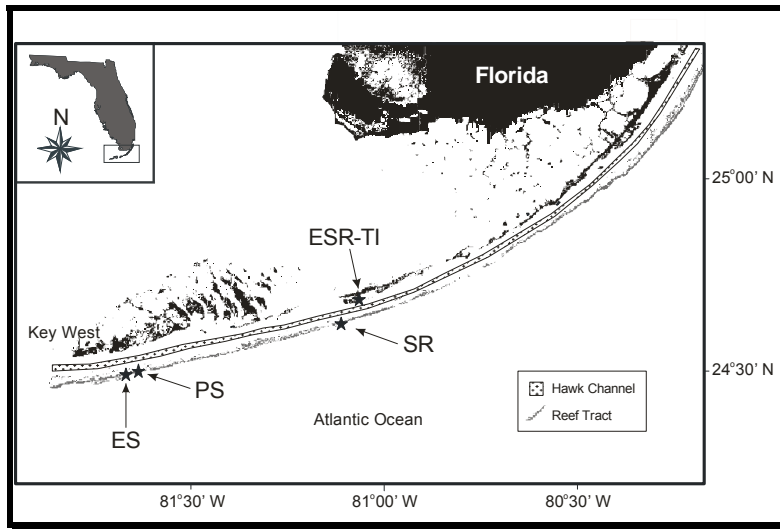 N
Florida
25°00' N
ESR-TI
Key West
SR
24°30' N
PS
Hawk Channel
Reef Tract
Atlantic Ocean
ES
81°30' W
81°00' W
80°30' W